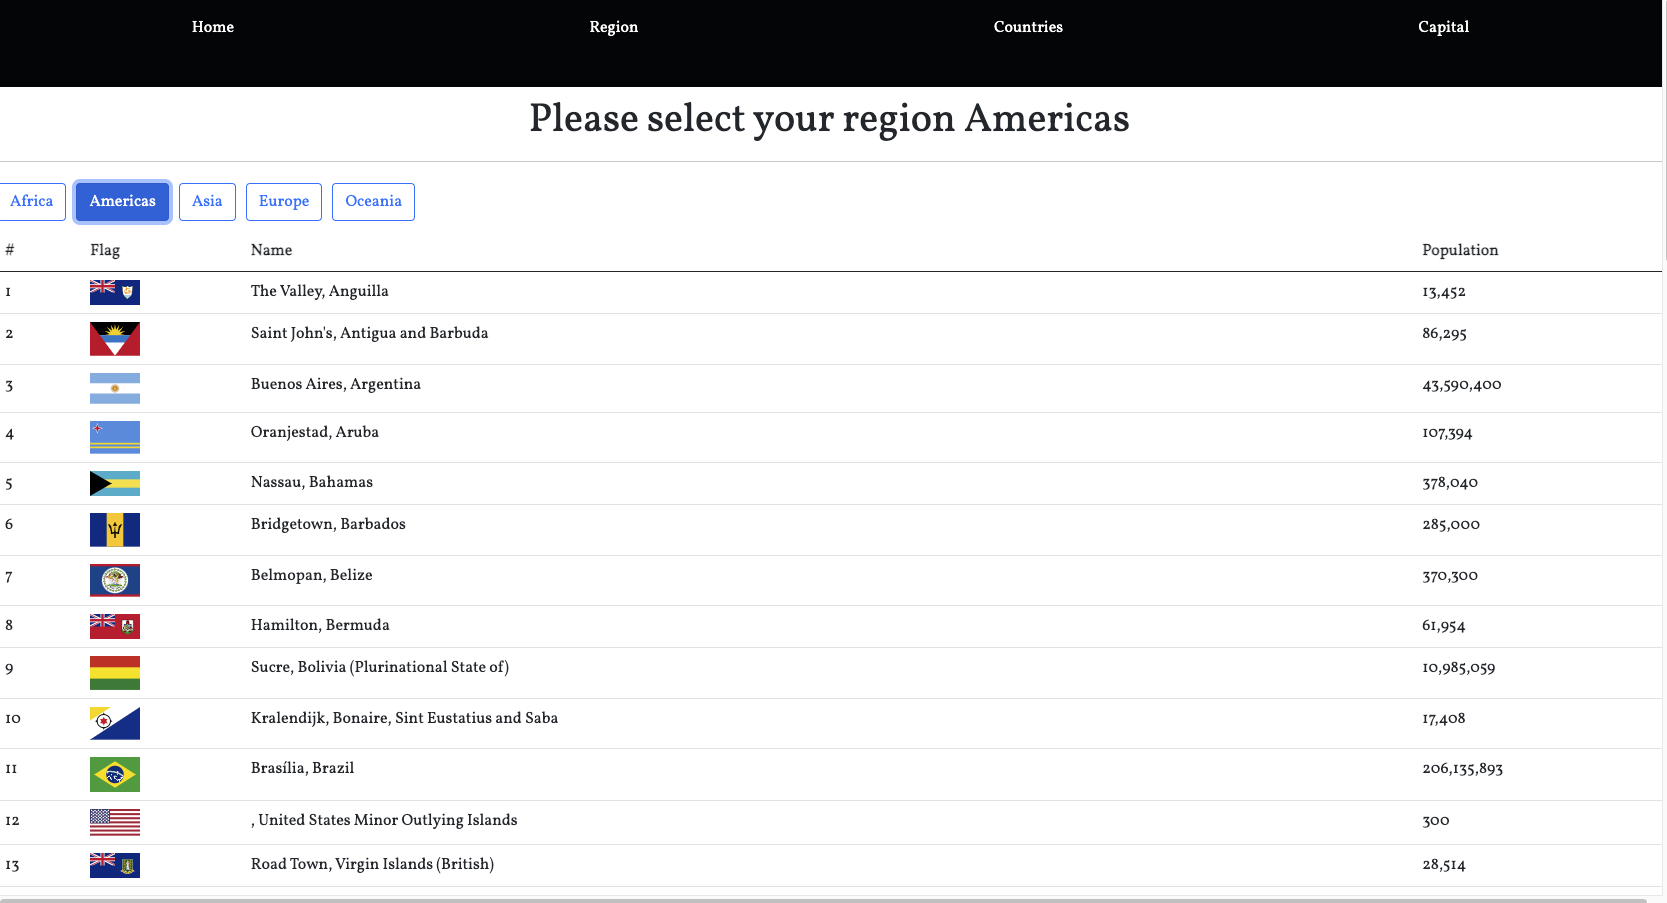 Home Region Countries Capital
Please select your region Americas
Africa Americas Asia Europe Oceania
# Flag Name Population
1 The Valley, Anguilla 13,452
2 Saint John's, Antigua and Barbuda 86,295
3 Buenos Aires, Argentina 43,590,400
4 Oranjestad, Aruba 107,394
5 Nassau, Bahamas 378,040
6 Bridgetown, Barbados 285,000
7 Belmopan, Belize 370,300
8 Hamilton, Bermuda 61,954
9 Sucre, Bolivia (Plurinational State of) 10,985,059
10 Kralendijk, Bonaire, Sint Eustatius and Saba 17,408
11 Brasília, Brazil 206,135,893
12 , United States Minor Outlying Islands 300
13 Road Town, Virgin Islands (British) 28,514